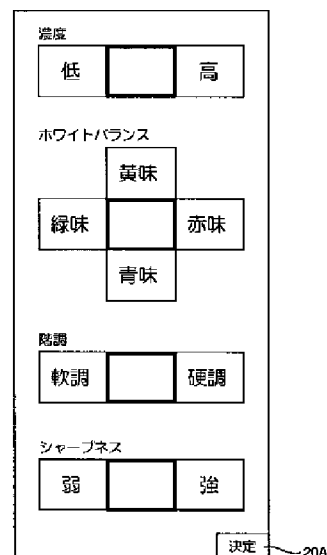 濃度
低 高
ホワイトバランス
黄味
緑味 赤味
青味
階調
軟調 硬調
シャープネス
弱 強
決定 20A